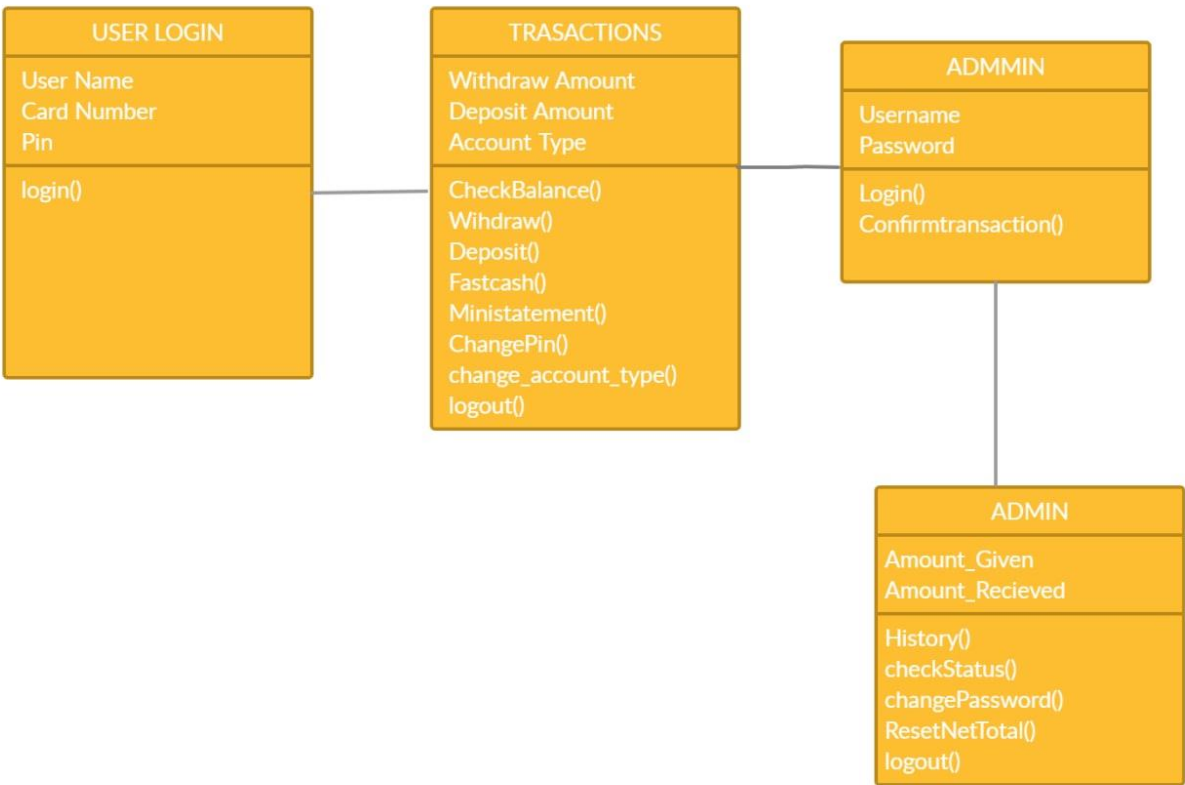 USER LOGIN
User Name
Card Number
Pin
login()
TRASACTIONS
Withdraw Amount
Deposit Amount
Account Type
CheckBalance()
Wihdraw()
Deposit()
Fastcash()
Ministatement()
ChangePin()
change_account_type()
logout()
ADMMIN
Username
Password
Login()
Confirmtransaction()
ADMIN
Amount_Given
Amount_Recieved
History()
checkStatus()
changePassword()
ResetNetTotal()
logout()